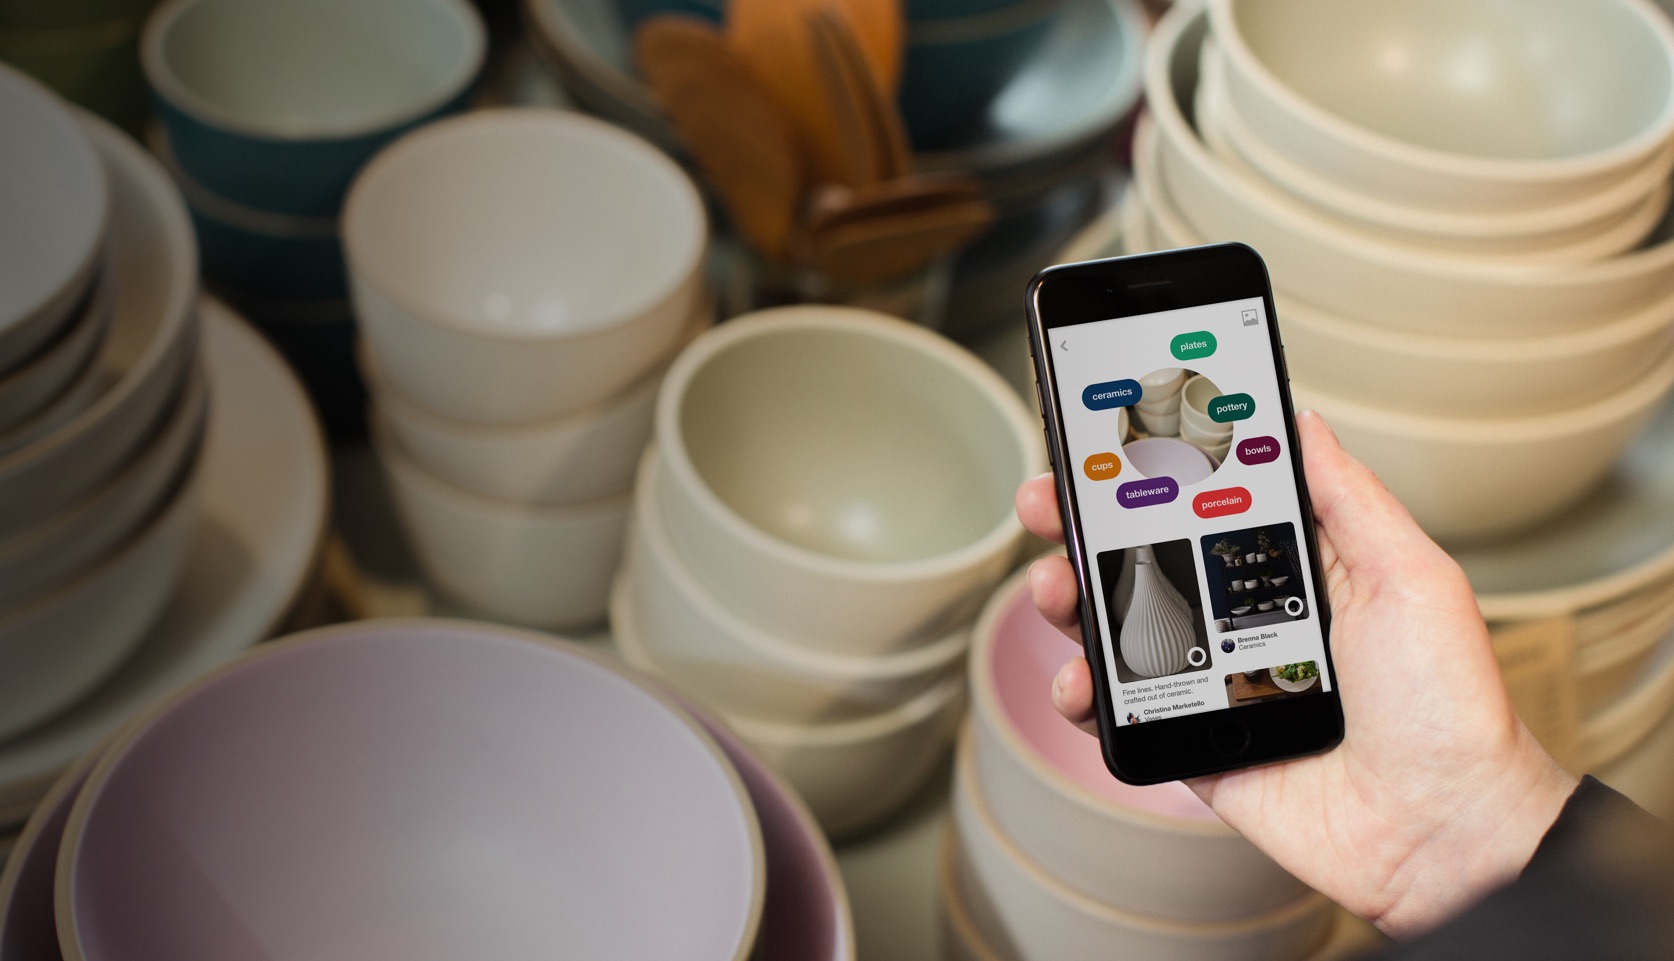 plates
ceramics
pottery
bowls
cups
tableware
porcelain
Fine lines. Hand-thrown and
crafted out of ceramic.
Christina Marketello
Vases
Brenna Black
Ceramics